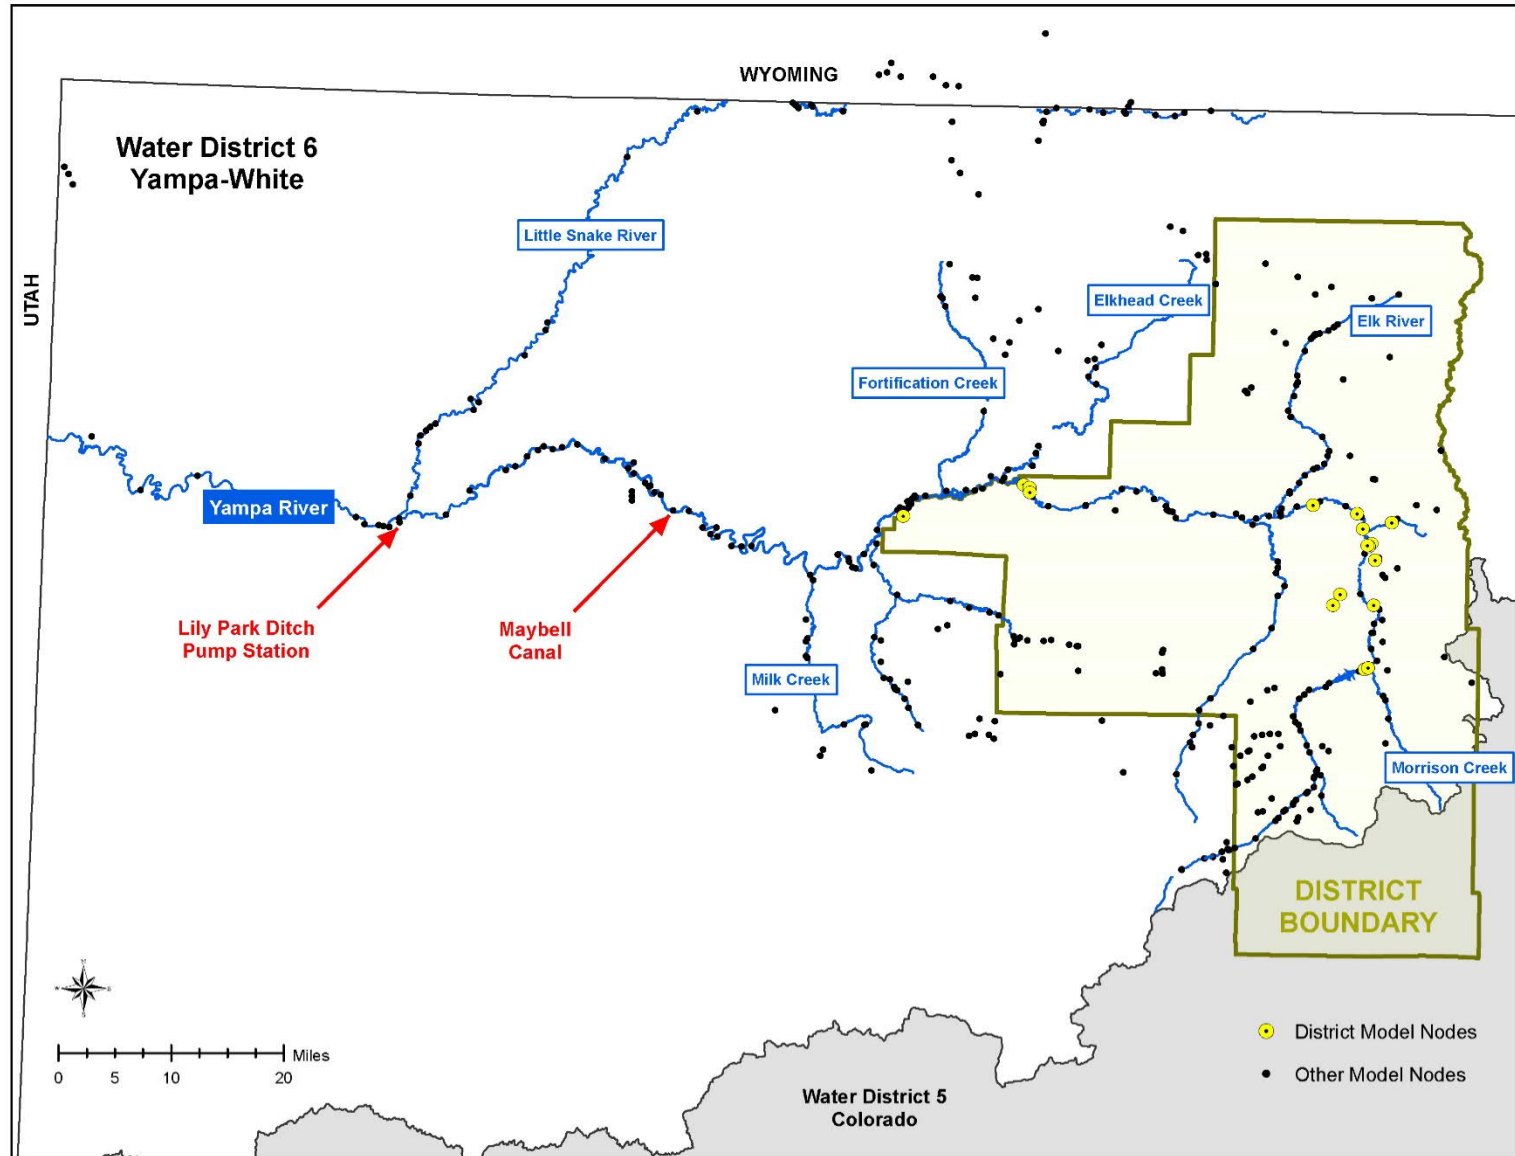 WYOMING
Water District 6
Yampa-White
UTAH
Little Snake River
Elkhead Creek
Elk River
Fortification Creek
Yampa River
Lily Park Ditch
Pump Station
Maybell
Canal
Milk Creek
Morrison Creek
DISTRICT
BOUNDARY
N
W
E
S
Miles
0 5 10 20
District Model Nodes
Other Model Nodes
Water District 5
Colorado